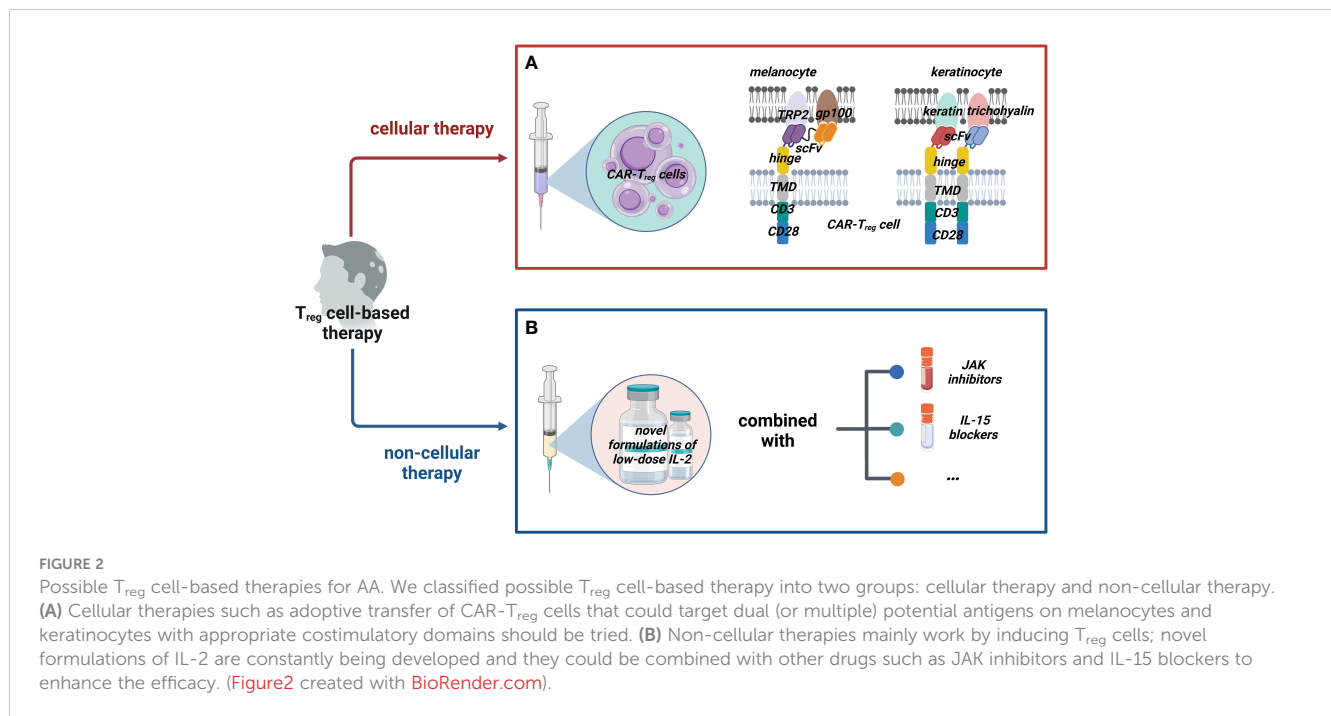 A
melanocyte
keratinocyte
TRP2 gp100
keratin trichohyalin
scFv
scFv
hinge
hinge
TMD
TMD
CD3
CD3
CD28
CD28
CAR-Treg cell
CAR-Treg cells
cellular therapy
Treg cell-based
therapy
non-cellular
therapy
B
novel
formulations of
low-dose IL-2
combined
with
JAK
inhibitors
IL-15
blockers
...
FIGURE 2
Possible Treg cell-based therapies for AA. We classified possible Treg cell-based therapy into two groups: cellular therapy and non-cellular therapy.
(A) Cellular therapies such as adoptive transfer of CAR-Treg cells that could target dual (or multiple) potential antigens on melanocytes and
keratinocytes with appropriate costimulatory domains should be tried. (B) Non-cellular therapies mainly work by inducing Treg cells; novel
formulations of IL-2 are constantly being developed and they could be combined with other drugs such as JAK inhibitors and IL-15 blockers to
enhance the efficacy. (Figure2 created with BioRender.com).